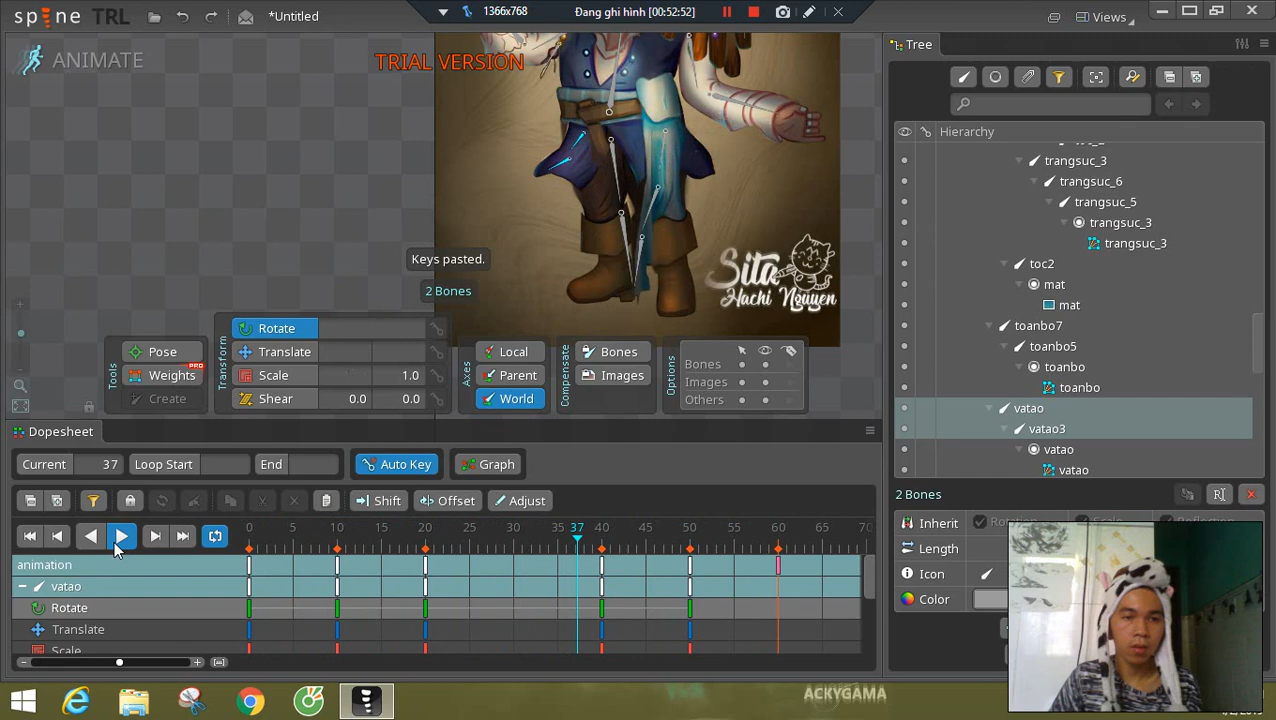 spine TRL
*Untitled
1366x768
Đang ghi hình [00:52:52]
Views
ANIMATE
TRIAL VERSION
Tree
Hierarchy
trangsuc_3
trangsuc_6
trangsuc_5
trangsuc_3
trangsuc_3
toc2
mat
mat
toanbo7
toanbo5
toanbo
toanbo
vatao
vatao3
vatao
vatao
Sita
Hachi Nguyen
Keys pasted.
2 Bones
Tools
Pose
Weights
PRO
Create
Transform
Rotate
Translate
Scale
1.0
Shear
0.0
0.0
Axes
Local
Parent
World
Compensate
Bones
Images
Options
Bones
Images
Others
2 Bones
Inherit
Rotation
Scale
Reflection
Length
Icon
Color
Dopesheet
Current
37
Loop Start
End
Auto Key
Graph
Shift
Offset
Adjust
0 5 10 15 20 25 30 35 37 40 45 50 55 60 65 70
animation
vatao
Rotate
Translate
Scale
ACKYGAMA